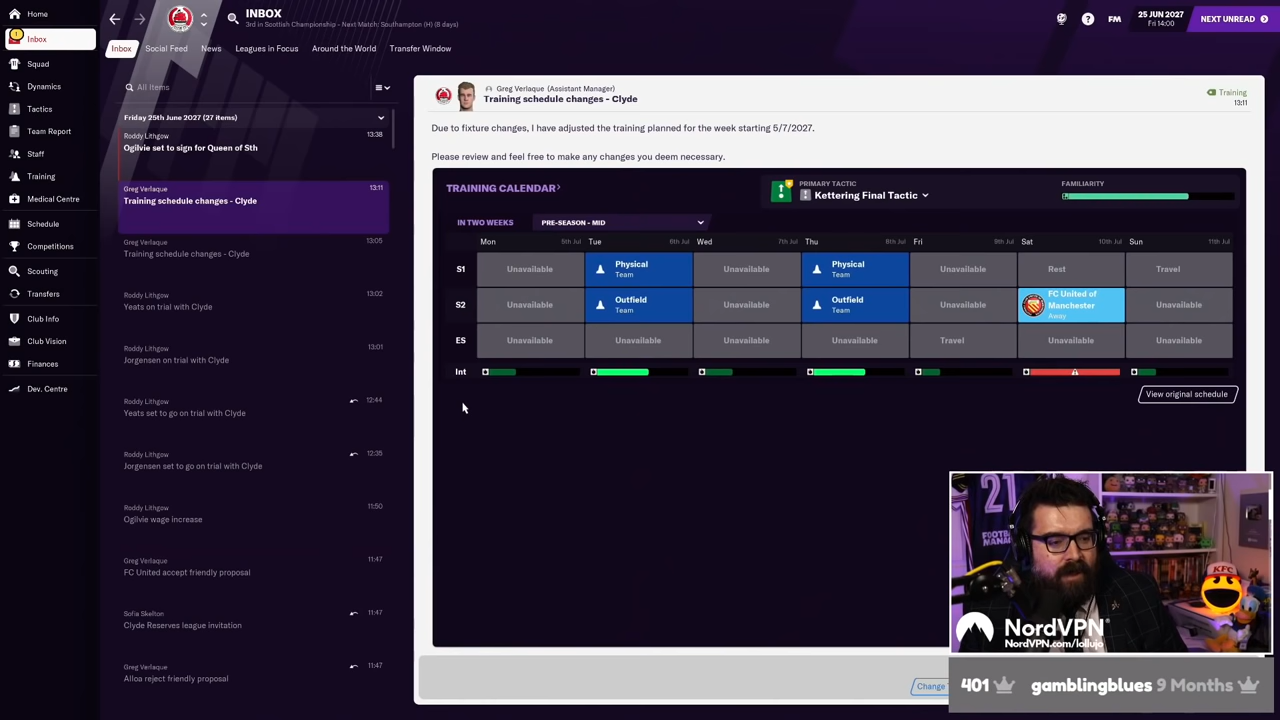 Home
1
Inbox
Squad
Dynamics
Tactics
Team Report
Staff
Training
Medical Centre
Schedule
Competitions
Scouting
Transfers
Club Info
Club Vision
Finances
Dev. Centre
INBOX
3rd in Scottish Championship - Next Match: Southampton (H) (8 days)
FM
25 JUN 2027
Fri 14:00
NEXT UNREAD
Inbox
Social Feed
News
Leagues in Focus
Around the World
Transfer Window
All Items
Friday 25th June 2027 (27 items)
Roddy Lithgow 13:38
Ogilvie set to sign for Queen of Sth
Greg Verlaque 13:11
Training schedule changes - Clyde
Greg Verlaque 13:05
Training schedule changes - Clyde
Roddy Lithgow 13:02
Yeats on trial with Clyde
Roddy Lithgow 13:01
Jorgensen on trial with Clyde
Roddy Lithgow 12:44
Yeats set to go on trial with Clyde
Roddy Lithgow 12:35
Jorgensen set to go on trial with Clyde
Roddy Lithgow 11:50
Ogilvie wage increase
Greg Verlaque 11:47
FC United accept friendly proposal
Sofia Skelton 11:47
Clyde Reserves league invitation
Greg Verlaque 11:47
Alloa reject friendly proposal
Greg Verlaque (Assistant Manager)
Training schedule changes - Clyde
Training
13:11
Due to fixture changes, I have adjusted the training planned for the week starting 5/7/2027.
Please review and feel free to make any changes you deem necessary.
TRAINING CALENDAR
PRIMARY TACTIC
Kettering Final Tactic
FAMILIARITY
IN TWO WEEKS
PRE-SEASON - MID
Mon 5th Jul Tue 6th Jul Wed 7th Jul Thu 8th Jul Fri 9th Jul Sat 10th Jul Sun 11th Jul
S1 Unavailable Physical Team Unavailable Physical Team Unavailable Rest Travel
S2 Unavailable Outfield Team Unavailable Outfield Team Unavailable FC United of Manchester Away Unavailable
ES Unavailable Unavailable Unavailable Unavailable Travel Unavailable Unavailable
Int
View original schedule
Change
21
FOOTBALL
KFC
NordVPN®
NordVPN.com/lollujo
401 gamblingblues 9 Months